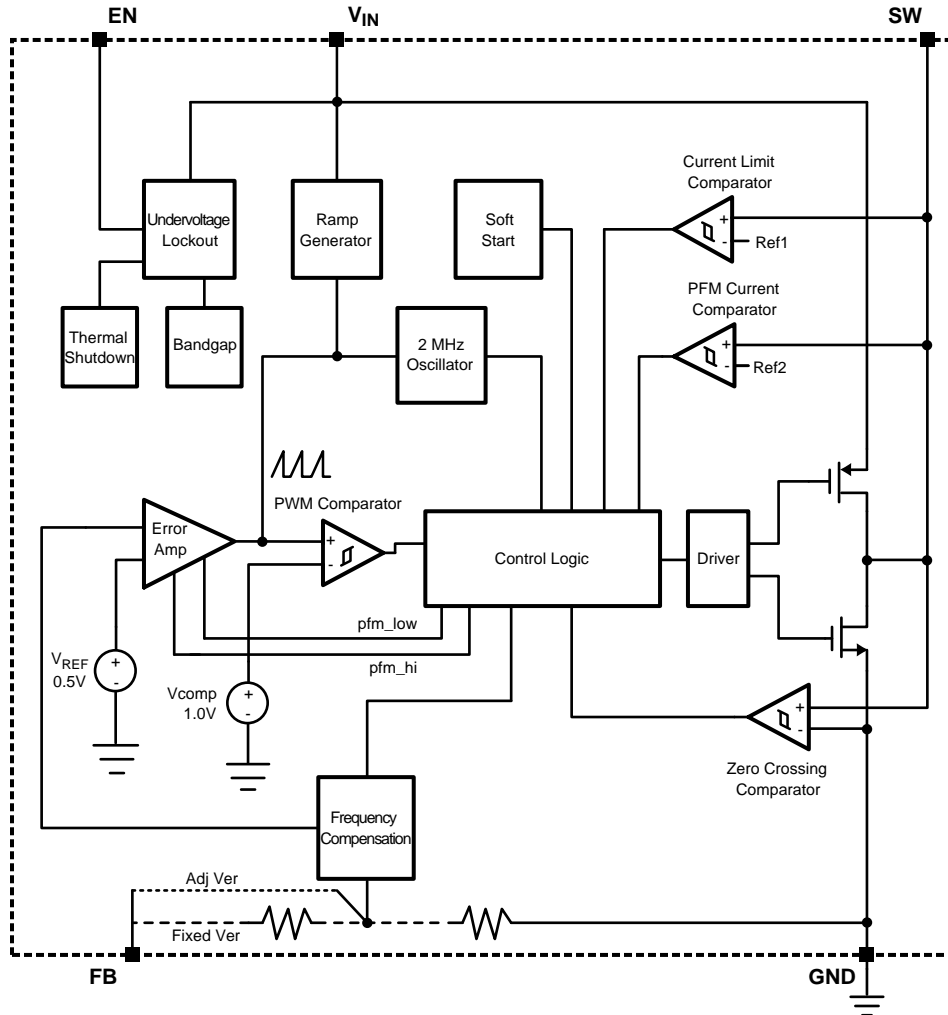 EN
VIN
SW
Current Limit
Comparator
+
-
Ref1
Undervoltage
Lockout
Ramp
Generator
Soft
Start
PFM Current
Comparator
+
-
Ref2
Thermal
Shutdown
Bandgap
2 MHz
Oscillator
PWM Comparator
Error
Amp
+
-
Control Logic
Driver
pfm_low
pfm_hi
VREF
0.5V
+
-
Vcomp
1.0V
+
-
+
-
Zero Crossing
Comparator
Frequency
Compensation
Adj Ver
Fixed Ver
FB
GND